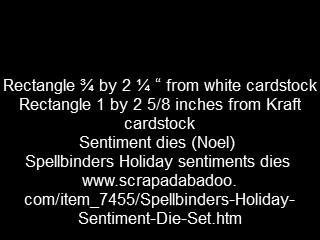 Rectangle ¾ by 2 ¼ “ from white cardstock
Rectangle 1 by 2 5/8 inches from Kraft
cardstock
Sentiment dies (Noel)
Spellbinders Holiday sentiments dies
www.scrapadabadoo.
com/item_7455/Spellbinders-Holiday-
Sentiment-Die-Set.htm